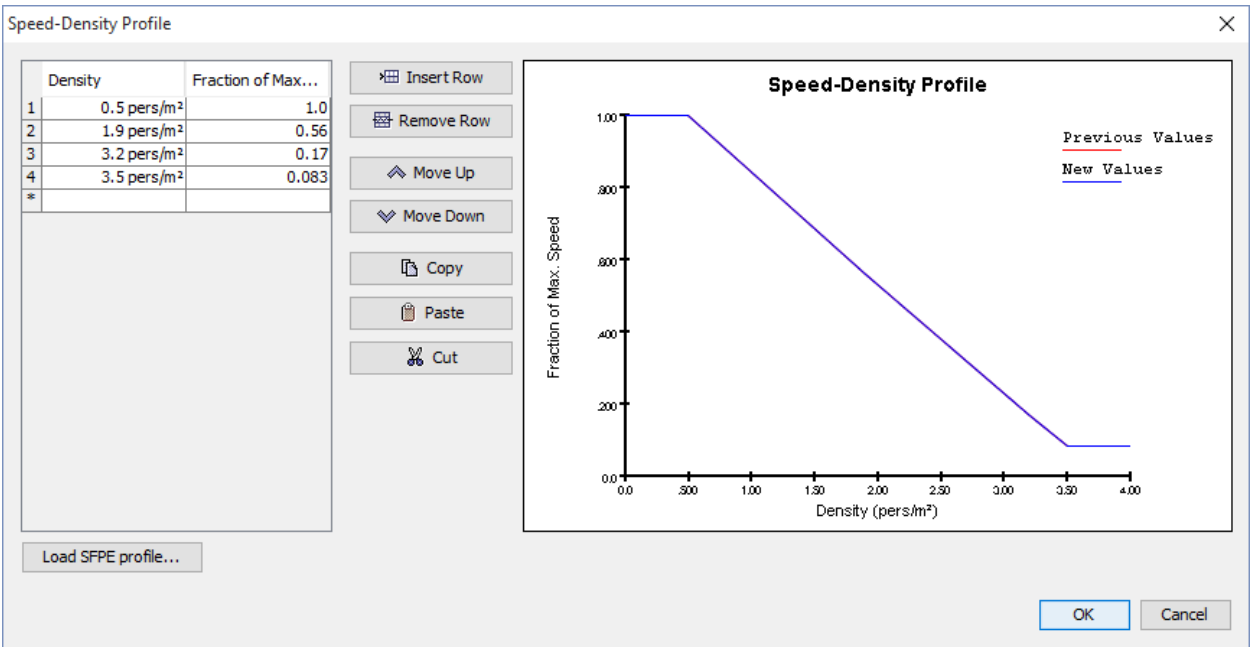 Speed-Density Profile
Density Fraction of Max...
1 0.5 pers/m² 1.0
2 1.9 pers/m² 0.56
3 3.2 pers/m² 0.17
4 3.5 pers/m² 0.083
*
Insert Row
Remove Row
Move Up
Move Down
Copy
Paste
Cut
Load SFPE profile...
Speed-Density Profile
Previous Values
New Values
Fraction of Max. Speed
1.00
.800
.600
.400
.200
0.0
0.0 .500 1.00 1.50 2.00 2.50 3.00 3.50 4.00
Density (pers/m²)
OK Cancel